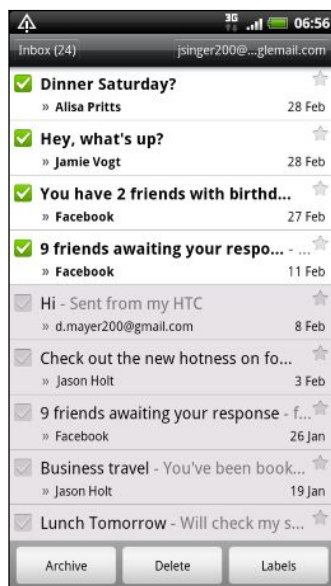 3G 06:56
Inbox (24) jsinger200@...glemail.com
Dinner Saturday?
» Alisa Pritts 28 Feb
Hey, what's up?
» Jamie Vogt 28 Feb
You have 2 friends with birthd...
» Facebook 27 Feb
9 friends awaiting your respo... - ...
» Facebook 11 Feb
Hi - Sent from my HTC
» d.mayer200@gmail.com 8 Feb
Check out the new hotness on fo...
» Jason Holt 3 Feb
9 friends awaiting your response - f...
» Facebook 26 Jan
Business travel - You've been book...
» Jason Holt 19 Jan
Lunch Tomorrow - Will check my s...
Archive Delete Labels